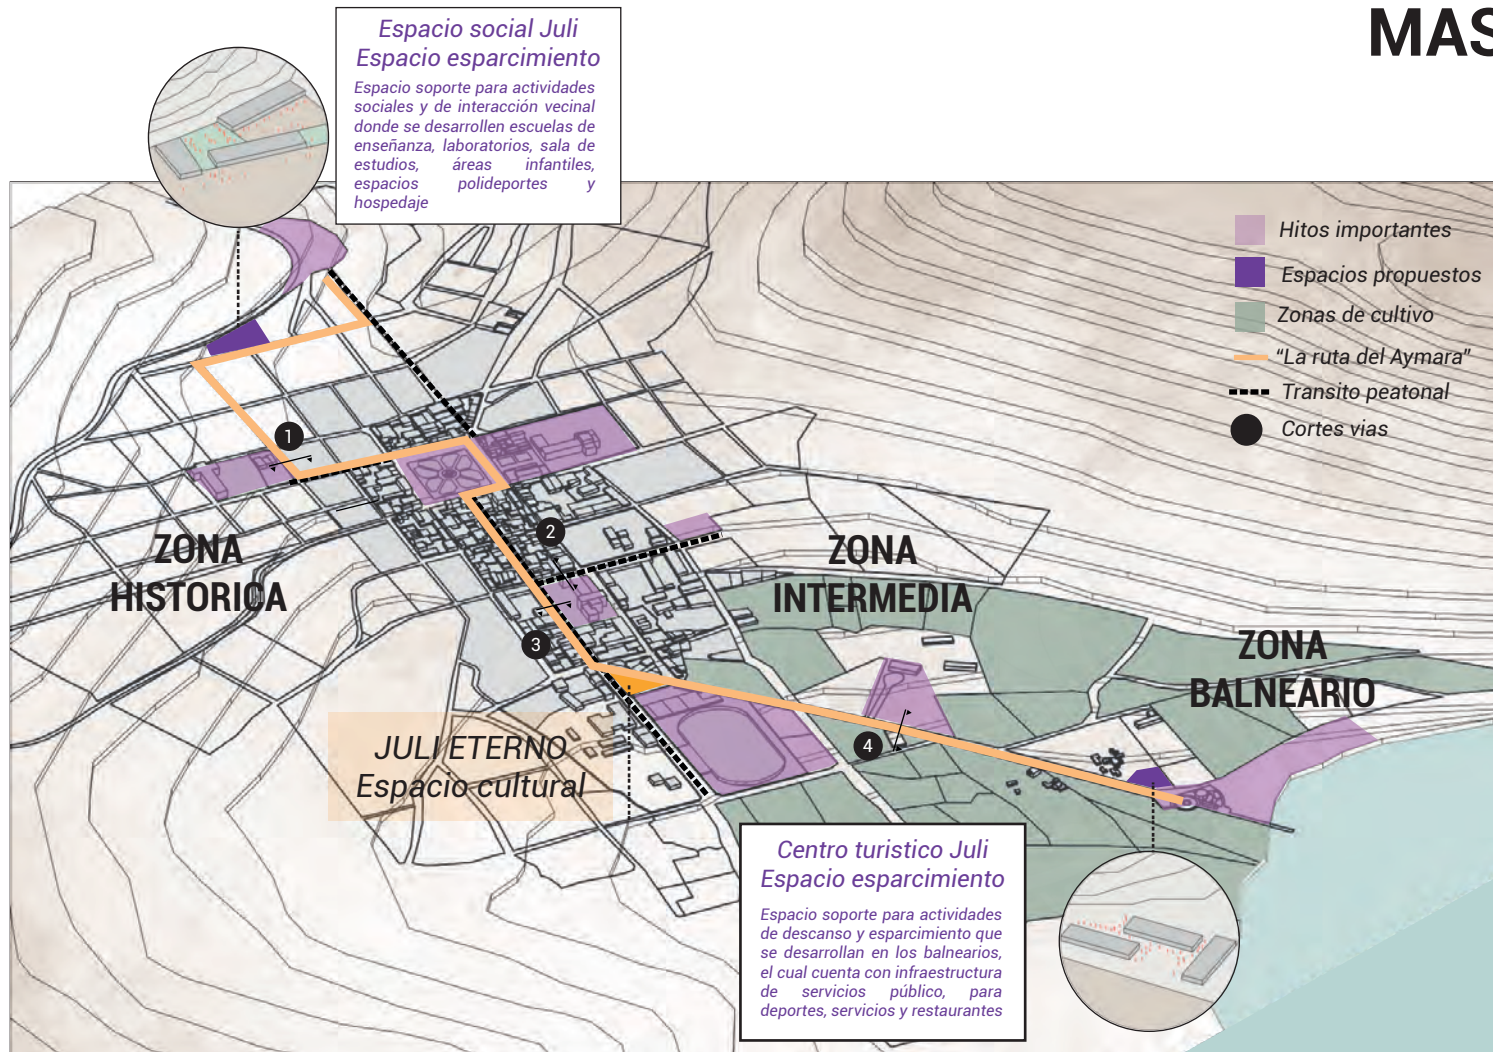 MAS
Espacio social Juli
Espacio esparcimiento
Espacio soporte para actividades
sociales y de interacción vecinal
donde se desarrollen escuelas de
enseñanza, laboratorios, sala de
estudios, áreas infantiles,
espacios polideportes y
hospedaje
Hitos importantes
Espacios propuestos
Zonas de cultivo
“La ruta del Aymara”
Transito peatonal
Cortes vias
1
2
3
4
ZONA
HISTORICA
ZONA
INTERMEDIA
ZONA
BALNEARIO
JULI ETERNO
Espacio cultural
Centro turistico Juli
Espacio esparcimiento
Espacio soporte para actividades
de descanso y esparcimiento que
se desarrollan en los balnearios,
el cual cuenta con infraestructura
de servicios público, para
deportes, servicios y restaurantes